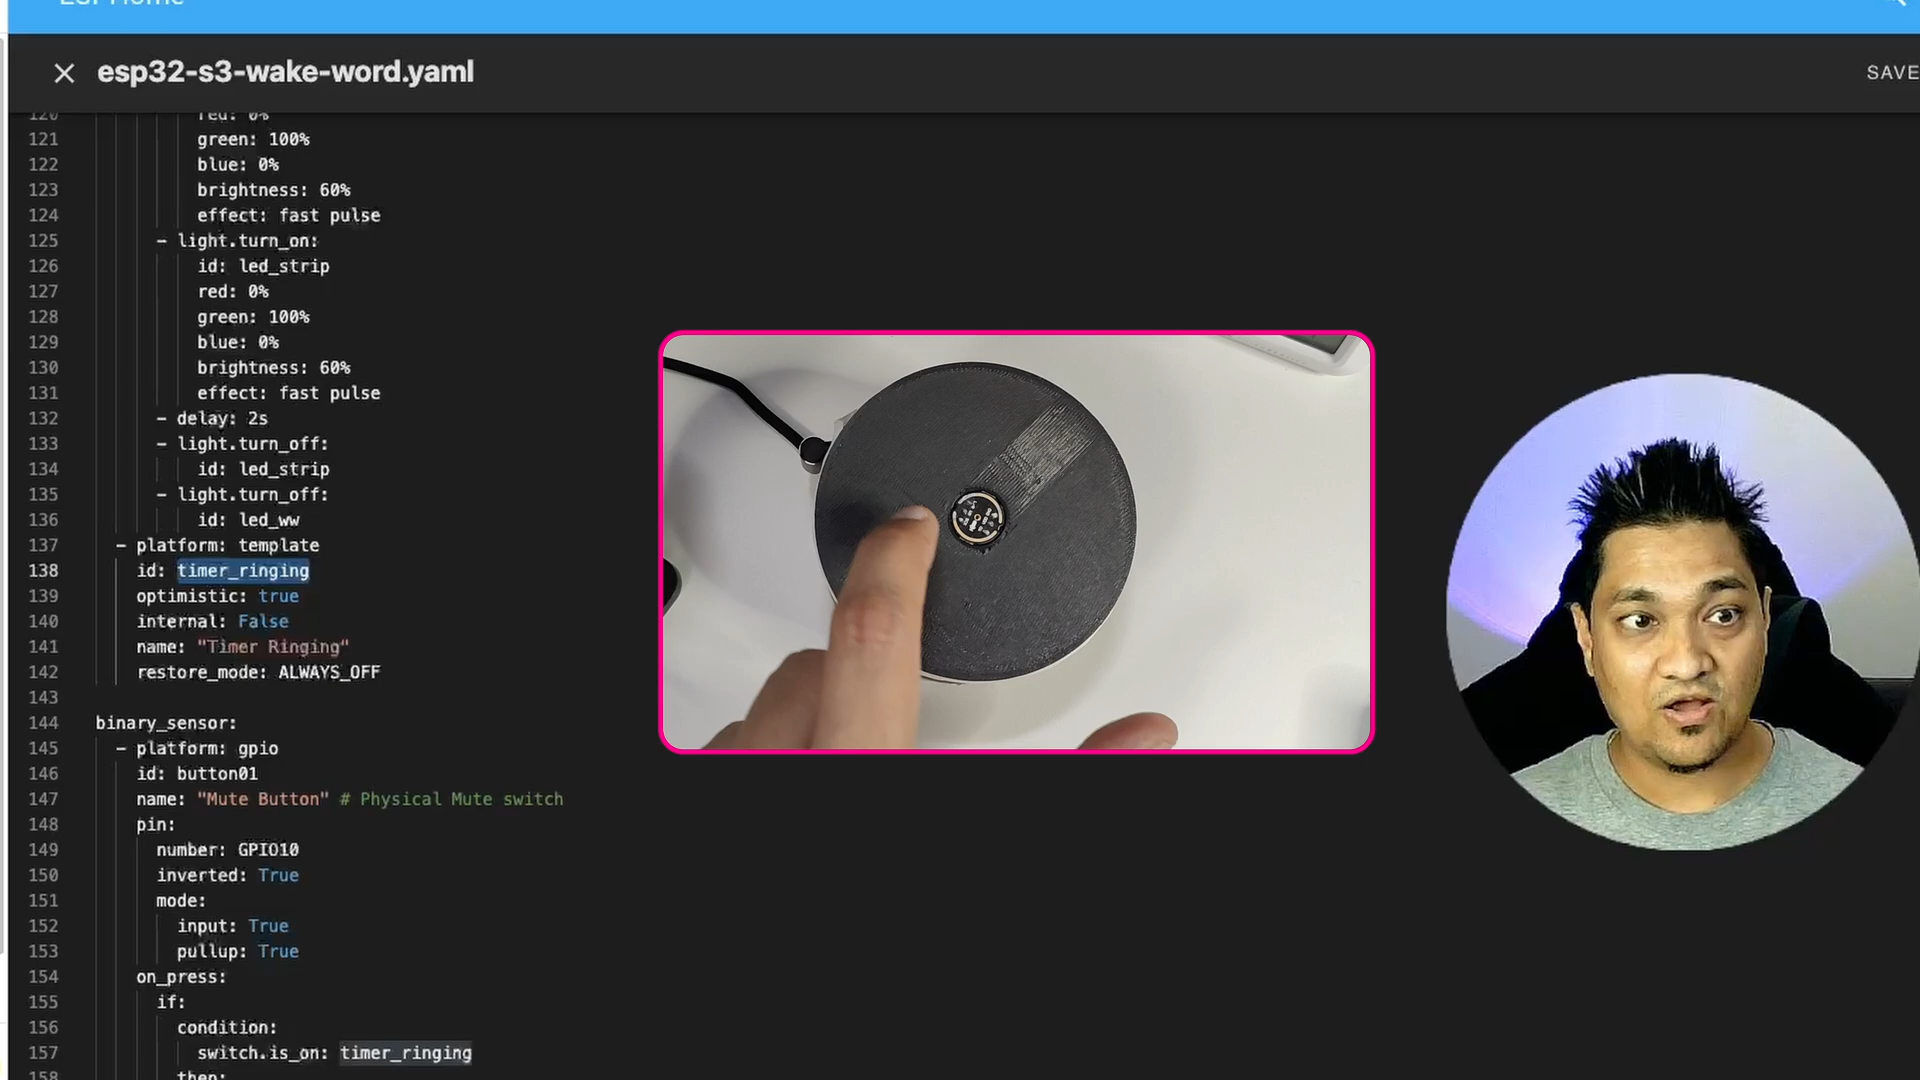 ESPHome
esp32-s3-wake-word.yaml
SAVE
120 red: 0%
121 green: 100%
122 blue: 0%
123 brightness: 60%
124 effect: fast pulse
125 - light.turn_on:
126 id: led_strip
127 red: 0%
128 green: 100%
129 blue: 0%
130 brightness: 60%
131 effect: fast pulse
132 - delay: 2s
133 - light.turn_off:
134 id: led_strip
135 - light.turn_off:
136 id: led_ww
137 - platform: template
138 id: timer_ringing
139 optimistic: true
140 internal: False
141 name: "Timer Ringing"
142 restore_mode: ALWAYS_OFF
143
144 binary_sensor:
145 - platform: gpio
146 id: button01
147 name: "Mute Button" # Physical Mute switch
148 pin:
149 number: GPIO10
150 inverted: True
151 mode:
152 input: True
153 pullup: True
154 on_press:
155 if:
156 condition:
157 switch.is_on: timer_ringing
158 then: